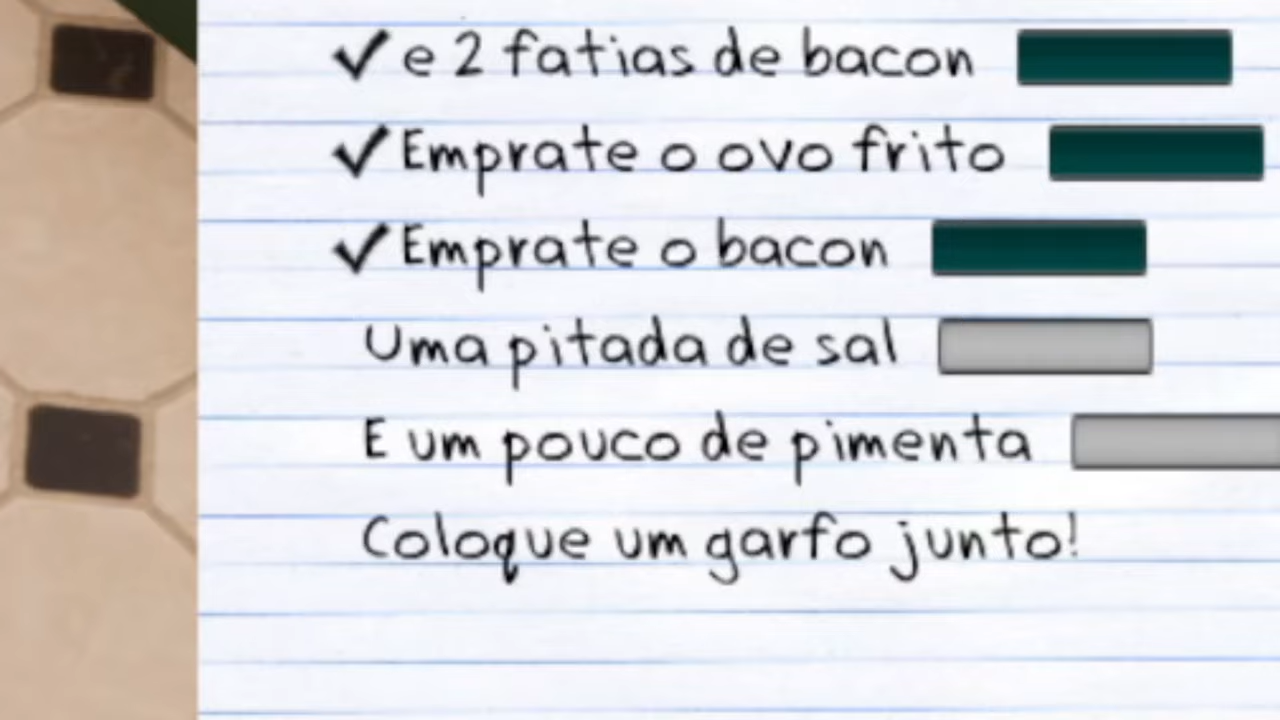 ✓ e 2 fatias de bacon
✓ Emprate o ovo frito
✓ Emprate o bacon
Uma pitada de sal
E um pouco de pimenta
Coloque um garfo junto!